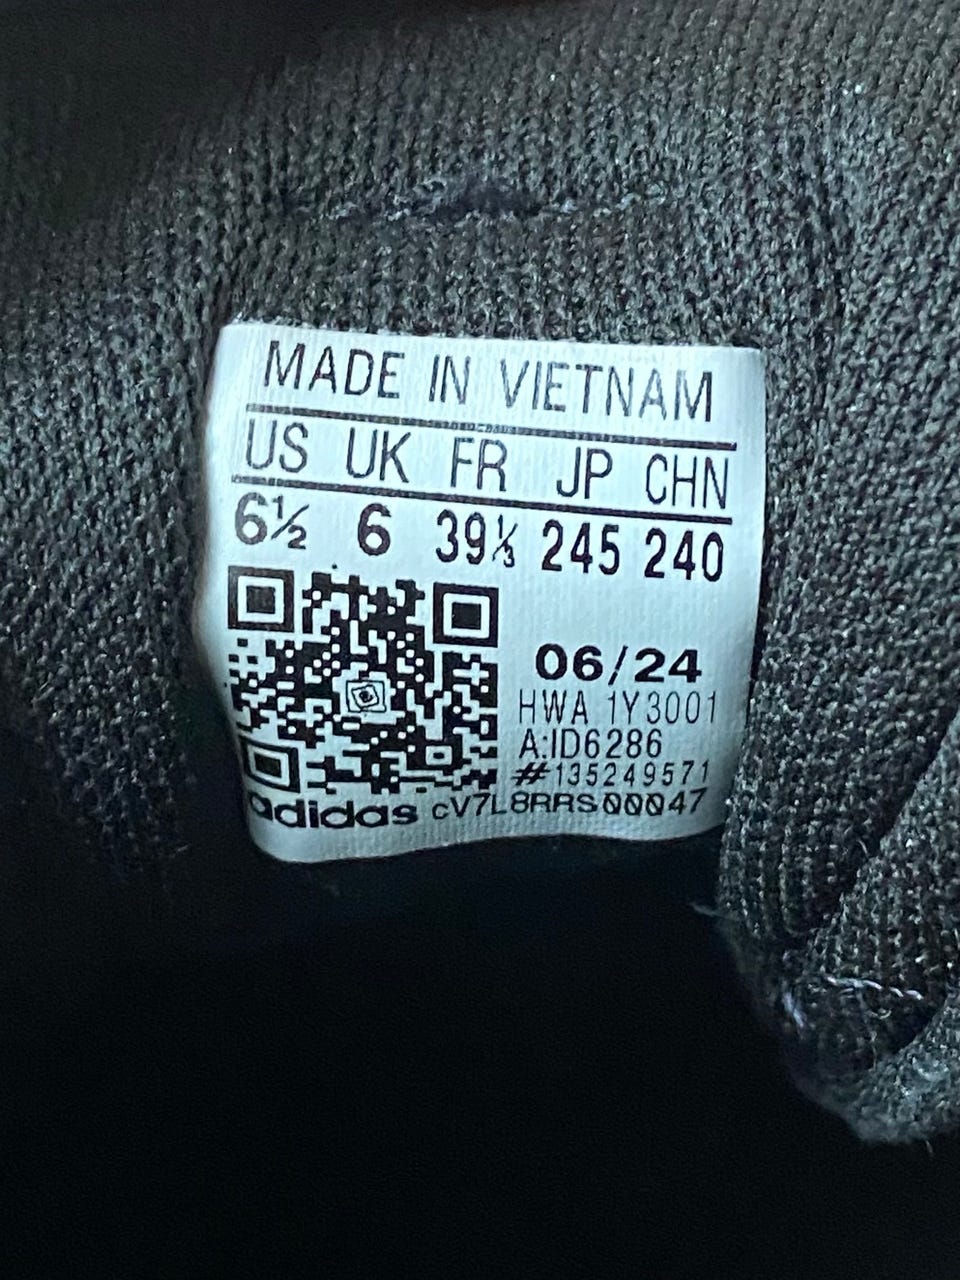 MADE IN VIETNAM
US UK FR JP CHN
6½ 6 39⅓ 245 240
06/24
HWA 1Y3001
A:ID6286
#135249571
adidas cV7L8RRS00047